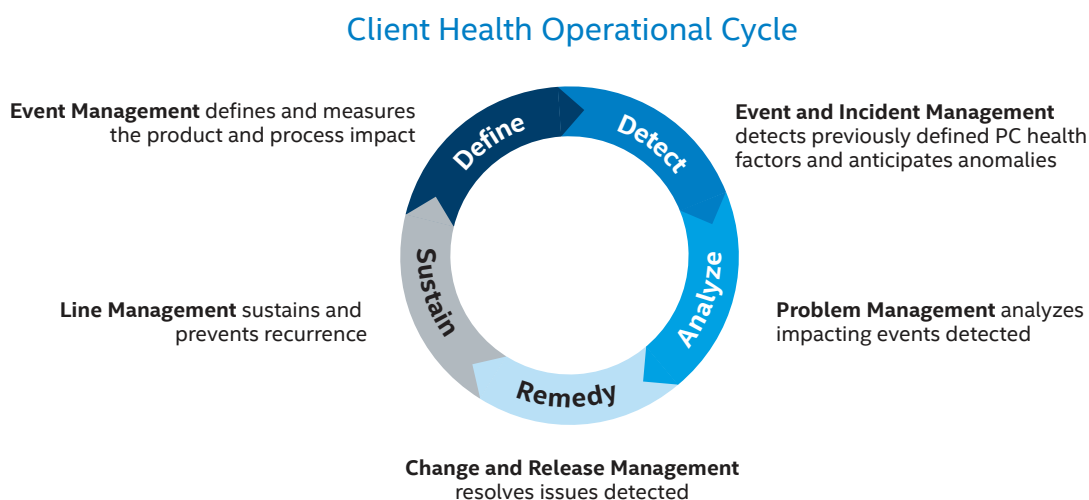 Client Health Operational Cycle
Event Management defines and measures
the product and process impact
Define
Detect
Event and Incident Management
detects previously defined PC health
factors and anticipates anomalies
Analyze
Problem Management analyzes
impacting events detected
Remedy
Change and Release Management
resolves issues detected
Sustain
Line Management sustains and
prevents recurrence